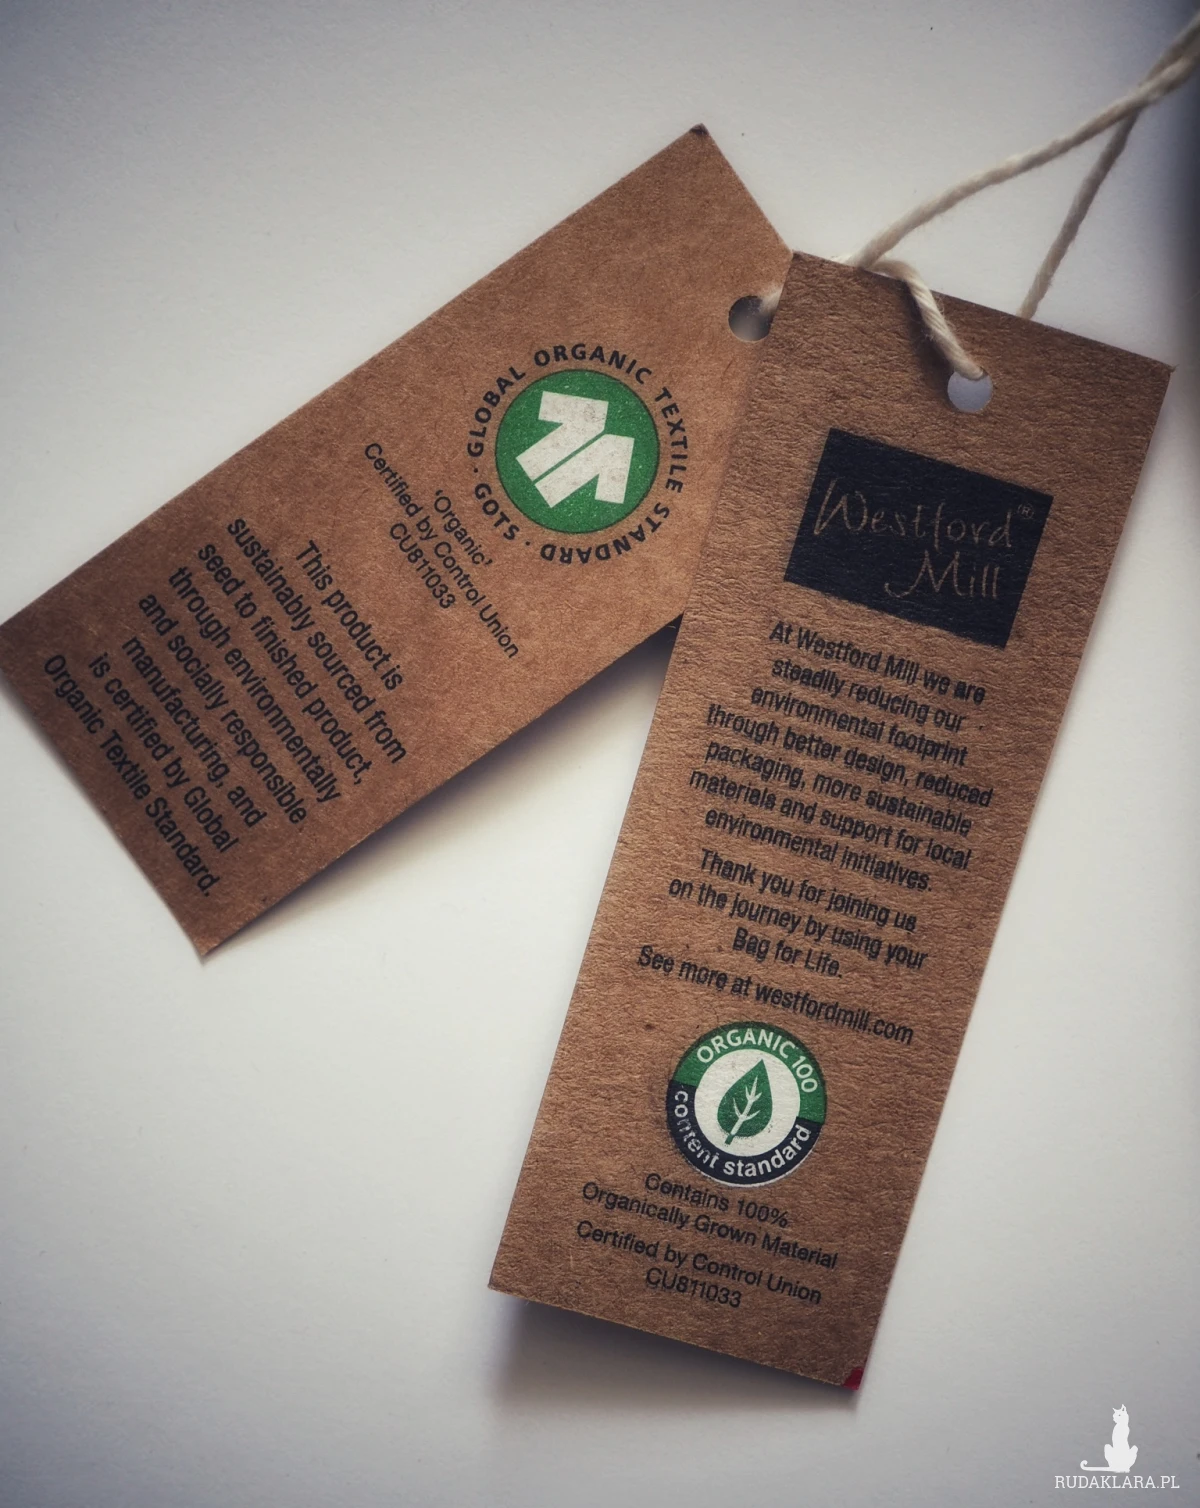 GLOBAL ORGANIC TEXTILE STANDARD · GOTS ·
'Organic'
Certified by Control Union
CU811033
This product is
sustainably sourced from
seed to finished product,
through environmentally
and socially responsible
manufacturing, and
is certified by Global
Organic Textile Standard.
Westford®
Mill
At Westford Mill we are
steadily reducing our
environmental footprint
through better design, reduced
packaging, more sustainable
materials and support for local
environmental initiatives.
Thank you for joining us
on the journey by using your
Bag for Life.
See more at westfordmill.com
ORGANIC 100
content standard
Contains 100%
Organically Grown Material
Certified by Control Union
CU811033
RUDAKLARA.PL